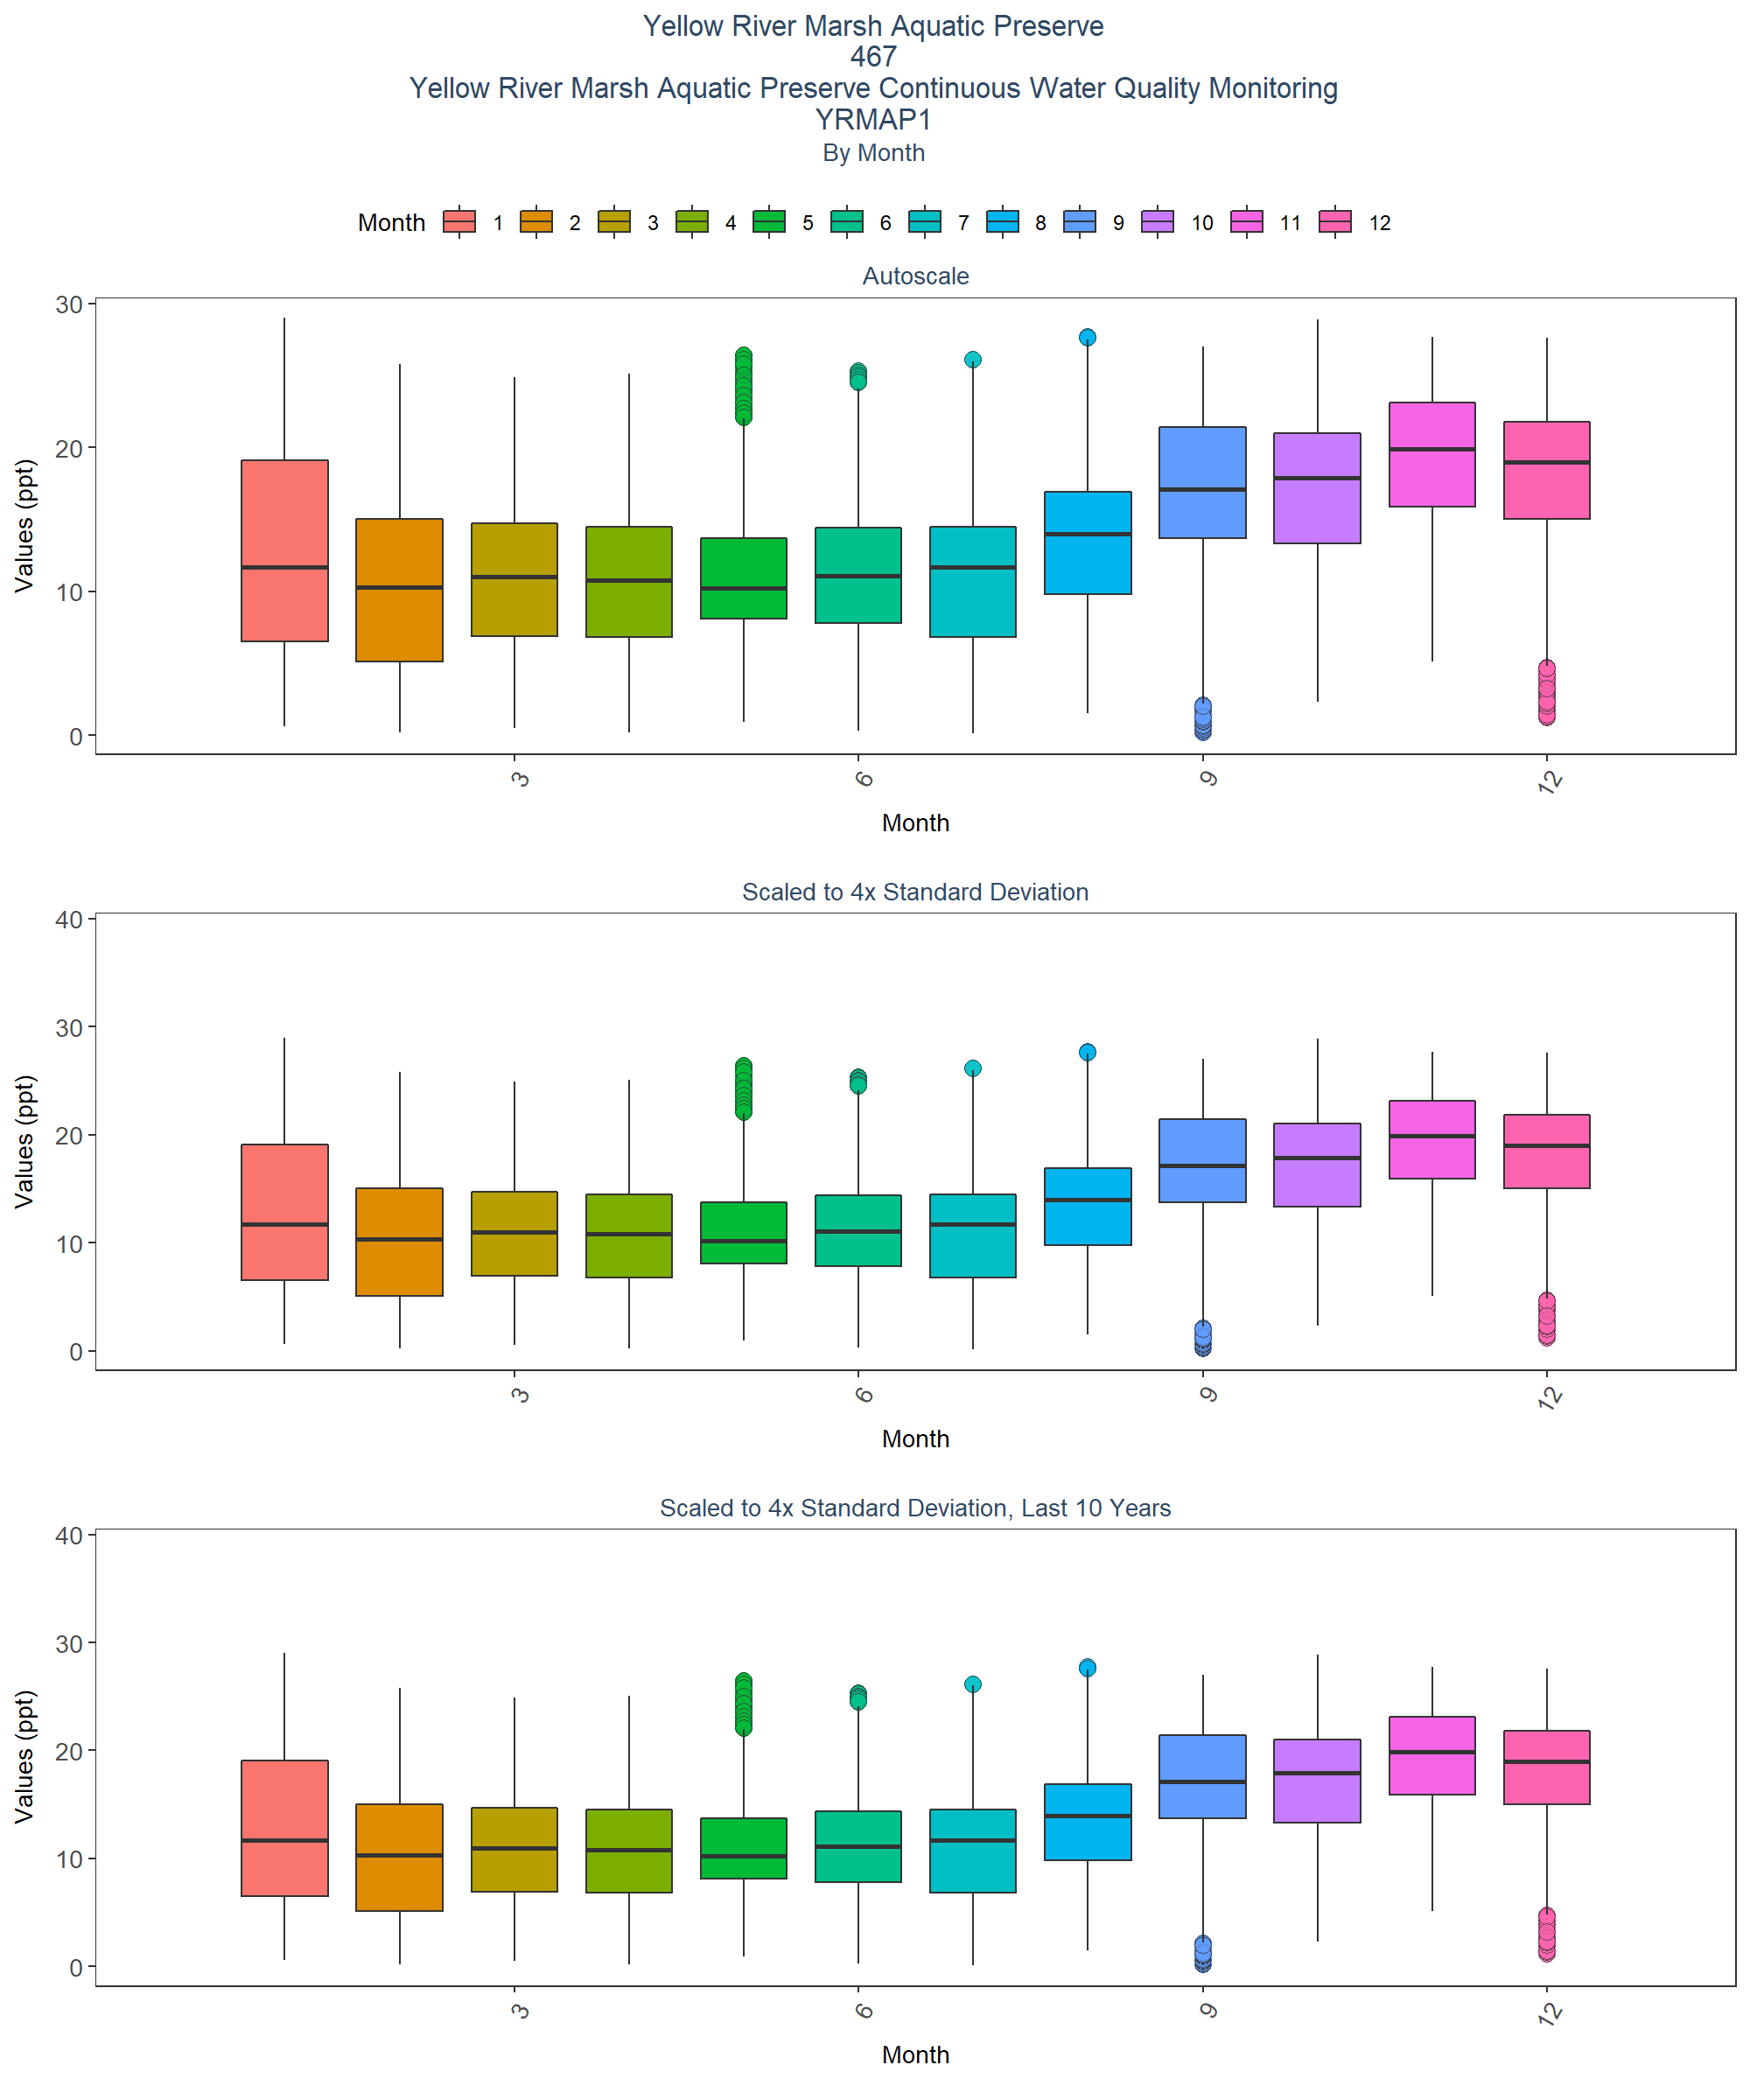 Yellow River Marsh Aquatic Preserve
467
Yellow River Marsh Aquatic Preserve Continuous Water Quality Monitoring
YRMAP1
By Month
Month 1 2 3 4 5 6 7 8 9 10 11 12
Autoscale
30
20
10
0
Values (ppt)
3 6 9 12
Month
Scaled to 4x Standard Deviation
40
30
20
10
0
Values (ppt)
3 6 9 12
Month
Scaled to 4x Standard Deviation, Last 10 Years
40
30
20
10
0
Values (ppt)
3 6 9 12
Month